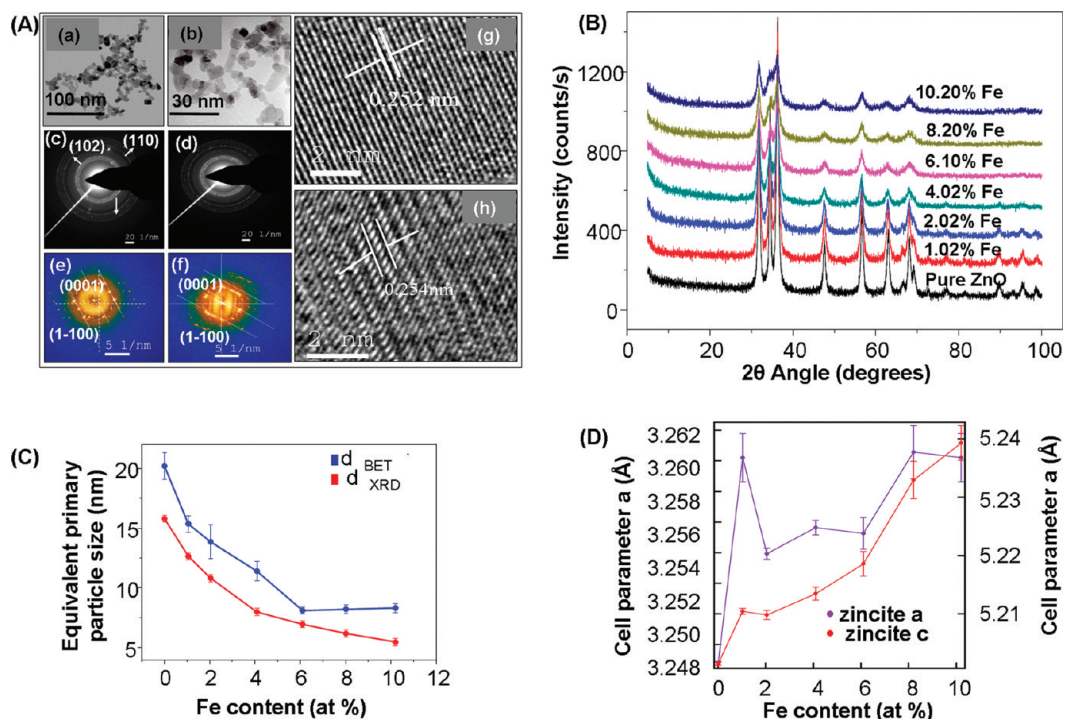 (A)
(a)
100 nm
(b)
30 nm
(g)
0.252 nm
2 nm
(c)
(102)
(110)
20 1/nm
(d)
20 1/nm
(h)
0.254nm
2 nm
(e)
(0001)
(1-100)
5 1/nm
(f)
(0001)
(1-100)
5 1/nm
(B)
Intensity (counts/s)
1200
800
400
0
10.20% Fe
8.20% Fe
6.10% Fe
4.02% Fe
2.02% Fe
1.02% Fe
Pure ZnO
0 20 40 60 80 100
2θ Angle (degrees)
(C)
Equivalent primary
particle size (nm)
20
15
10
5
d BET
d XRD
0 2 4 6 8 10 12
Fe content (at %)
(D)
Cell parameter a (Å)
3.262
3.260
3.258
3.256
3.254
3.252
3.250
3.248
zincite a
zincite c
5.24
5.23
5.22
5.21
Cell parameter a (Å)
0 2 4 6 8 10
Fe content (at %)